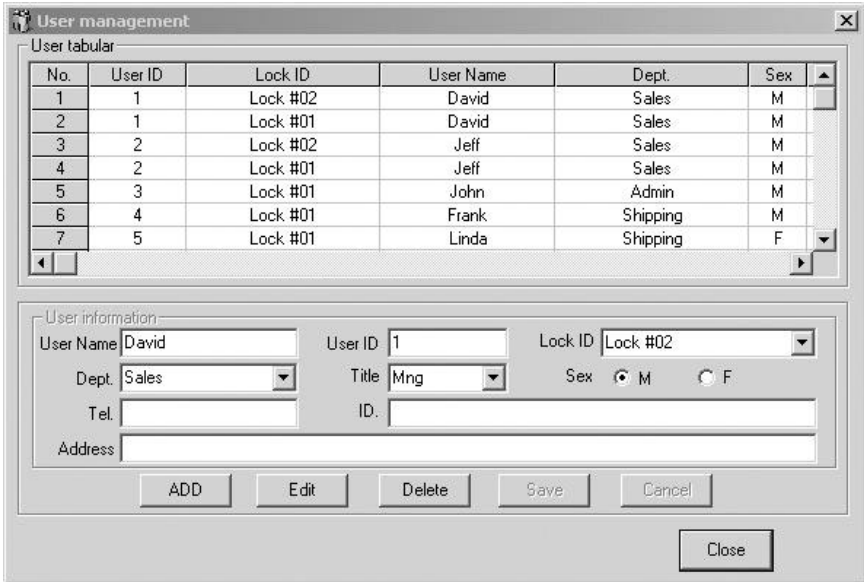 User management
User tabular
No. User ID Lock ID User Name Dept. Sex
1 1 Lock #02 David Sales M
2 1 Lock #01 David Sales M
3 2 Lock #02 Jeff Sales M
4 2 Lock #01 Jeff Sales M
5 3 Lock #01 John Admin M
6 4 Lock #01 Frank Shipping M
7 5 Lock #01 Linda Shipping F
User information
User Name David User ID 1 Lock ID Lock #02
Dept. Sales Title Mng Sex M F
Tel. ID.
Address
ADD Edit Delete Save Cancel
Close